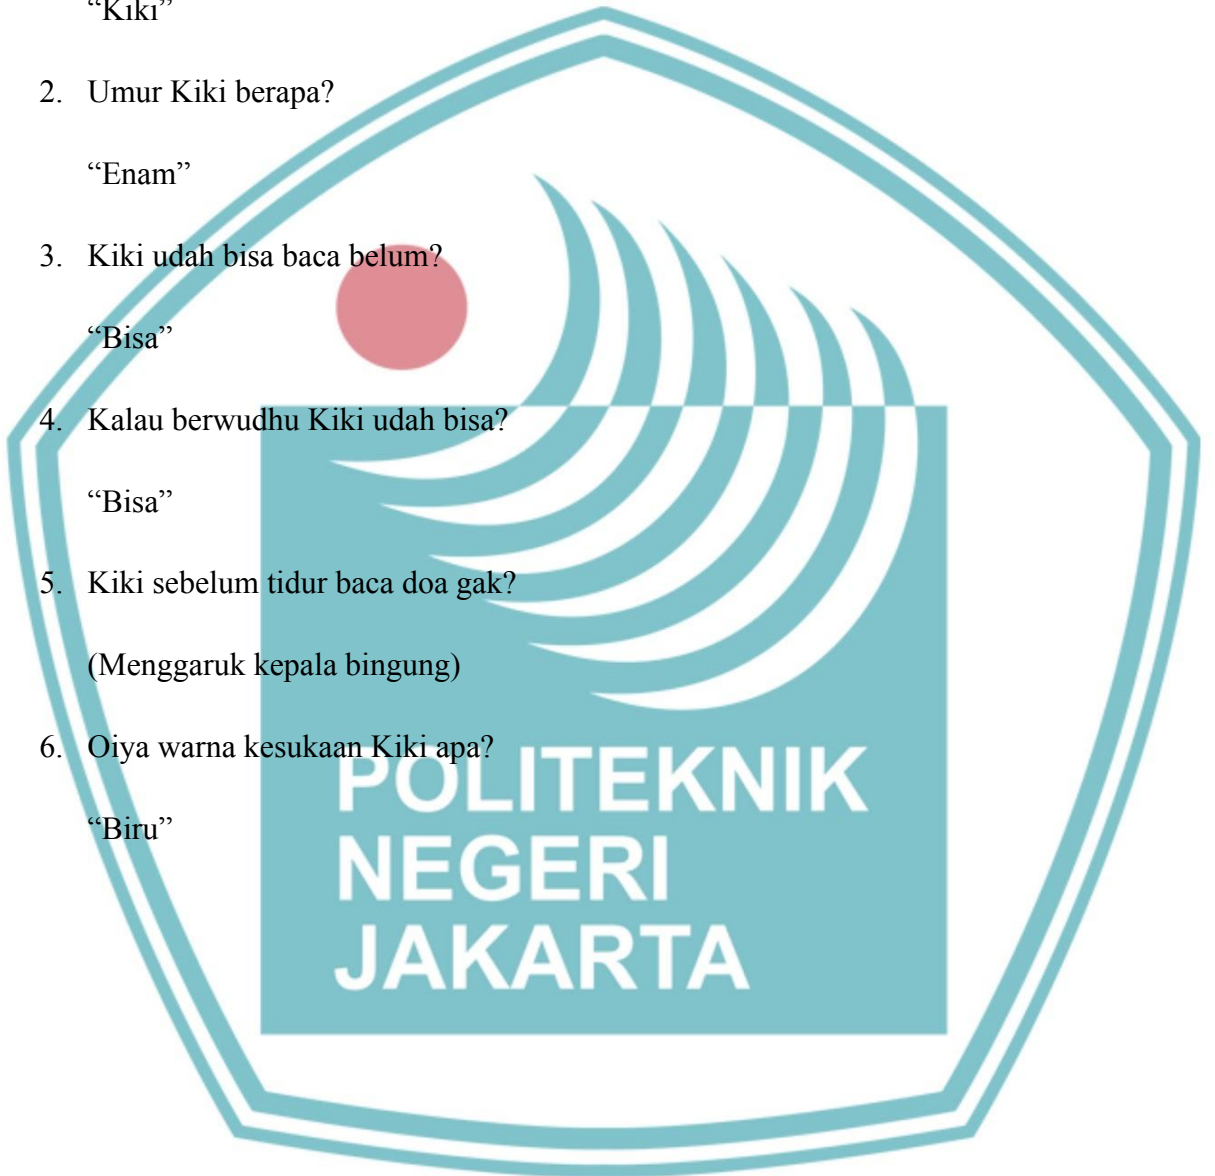 “Kiki”
2. Umur Kiki berapa?
“Enam”
3. Kiki udah bisa baca belum?
“Bisa”
4. Kalau berwudhu Kiki udah bisa?
“Bisa”
5. Kiki sebelum tidur baca doa gak?
(Menggaruk kepala bingung)
6. Oiya warna kesukaan Kiki apa?
“Biru”
POLITEKNIK
NEGERI
JAKARTA